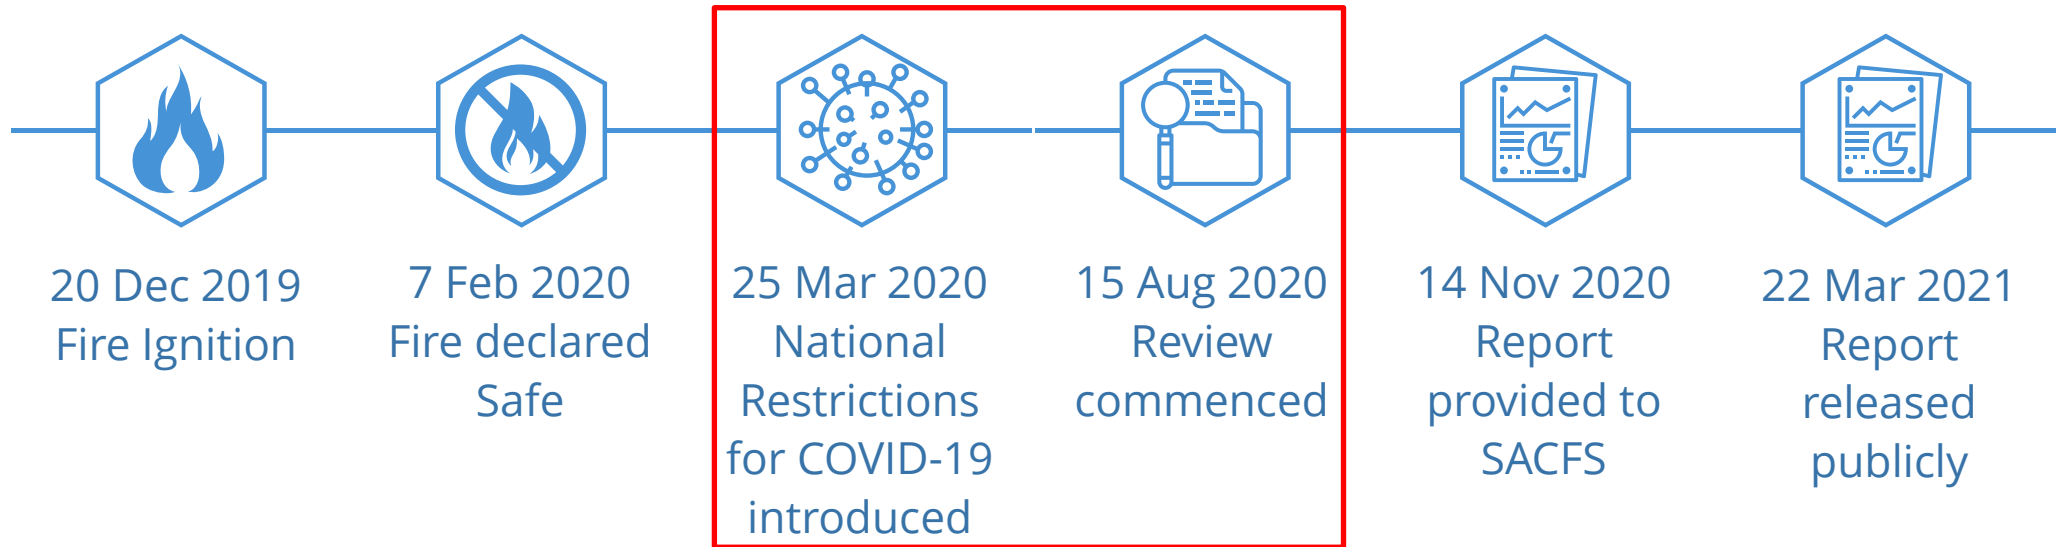 20 Dec 2019
Fire Ignition
7 Feb 2020
Fire declared
Safe
25 Mar 2020
National
Restrictions
for COVID-19
introduced
15 Aug 2020
Review
commenced
14 Nov 2020
Report
provided to
SACFS
22 Mar 2021
Report
released
publicly